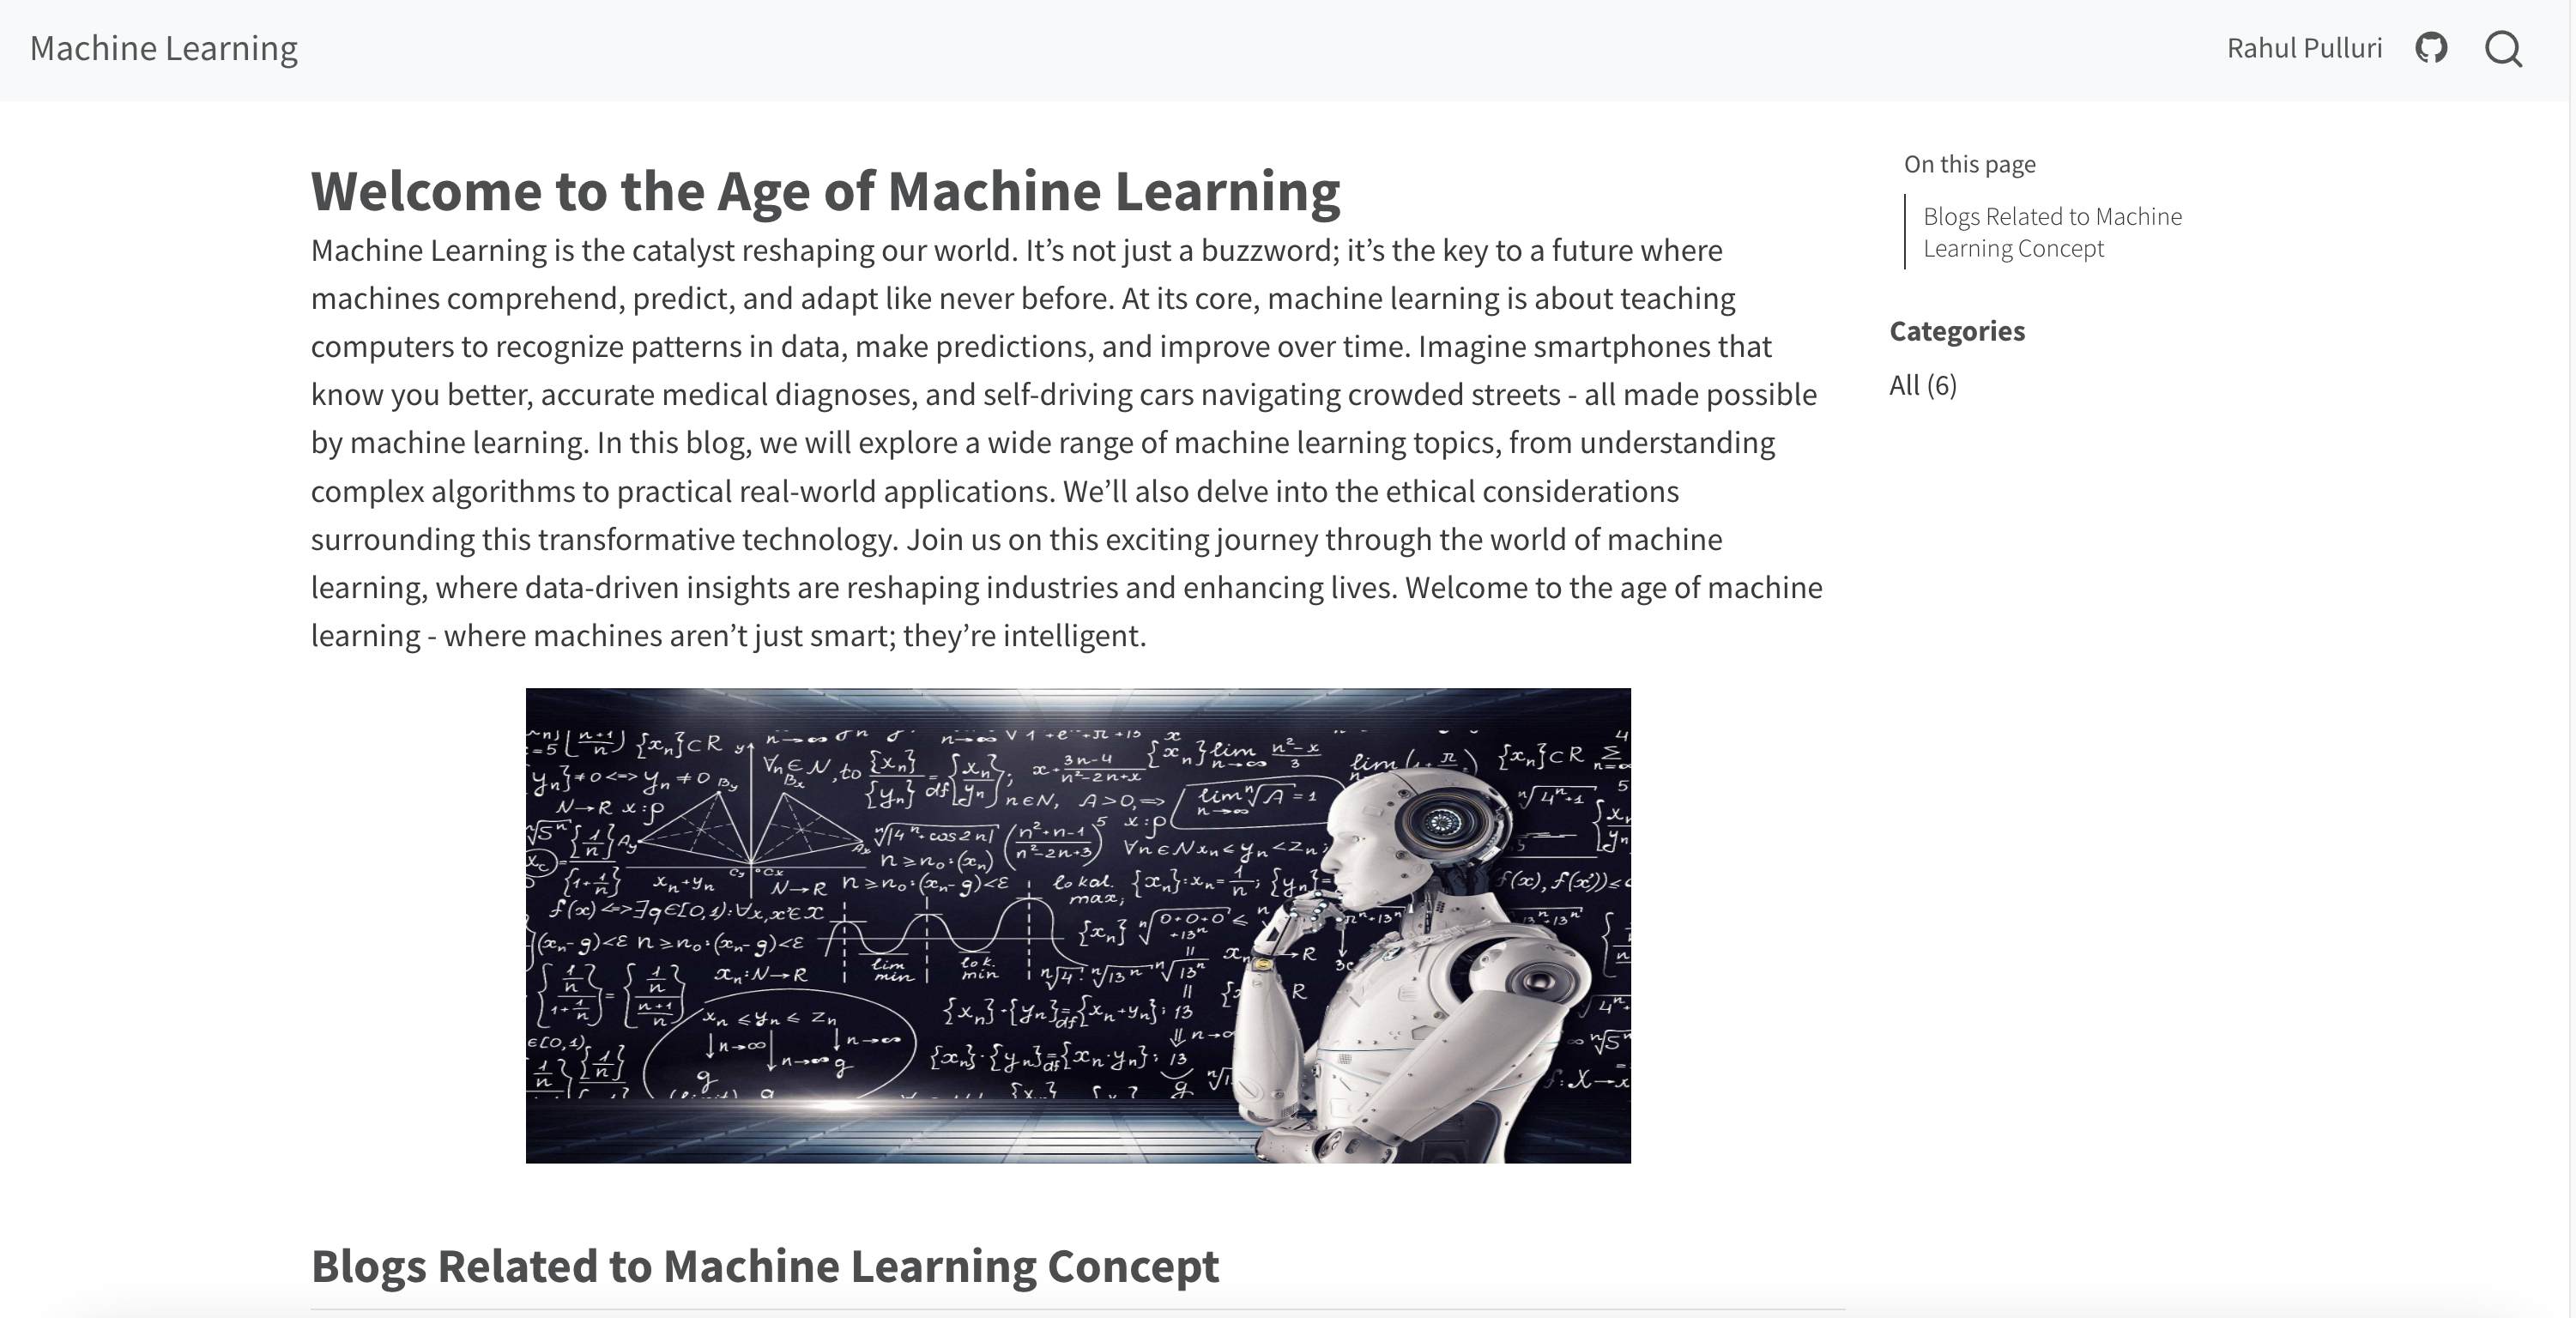 Machine Learning
Rahul Pulluri
Welcome to the Age of Machine Learning
Machine Learning is the catalyst reshaping our world. It’s not just a buzzword; it’s the key to a future where
machines comprehend, predict, and adapt like never before. At its core, machine learning is about teaching
computers to recognize patterns in data, make predictions, and improve over time. Imagine smartphones that
know you better, accurate medical diagnoses, and self-driving cars navigating crowded streets - all made possible
by machine learning. In this blog, we will explore a wide range of machine learning topics, from understanding
complex algorithms to practical real-world applications. We’ll also delve into the ethical considerations
surrounding this transformative technology. Join us on this exciting journey through the world of machine
learning, where data-driven insights are reshaping industries and enhancing lives. Welcome to the age of machine
learning - where machines aren’t just smart; they’re intelligent.
On this page
Blogs Related to Machine
Learning Concept
Categories
All (6)
Blogs Related to Machine Learning Concept